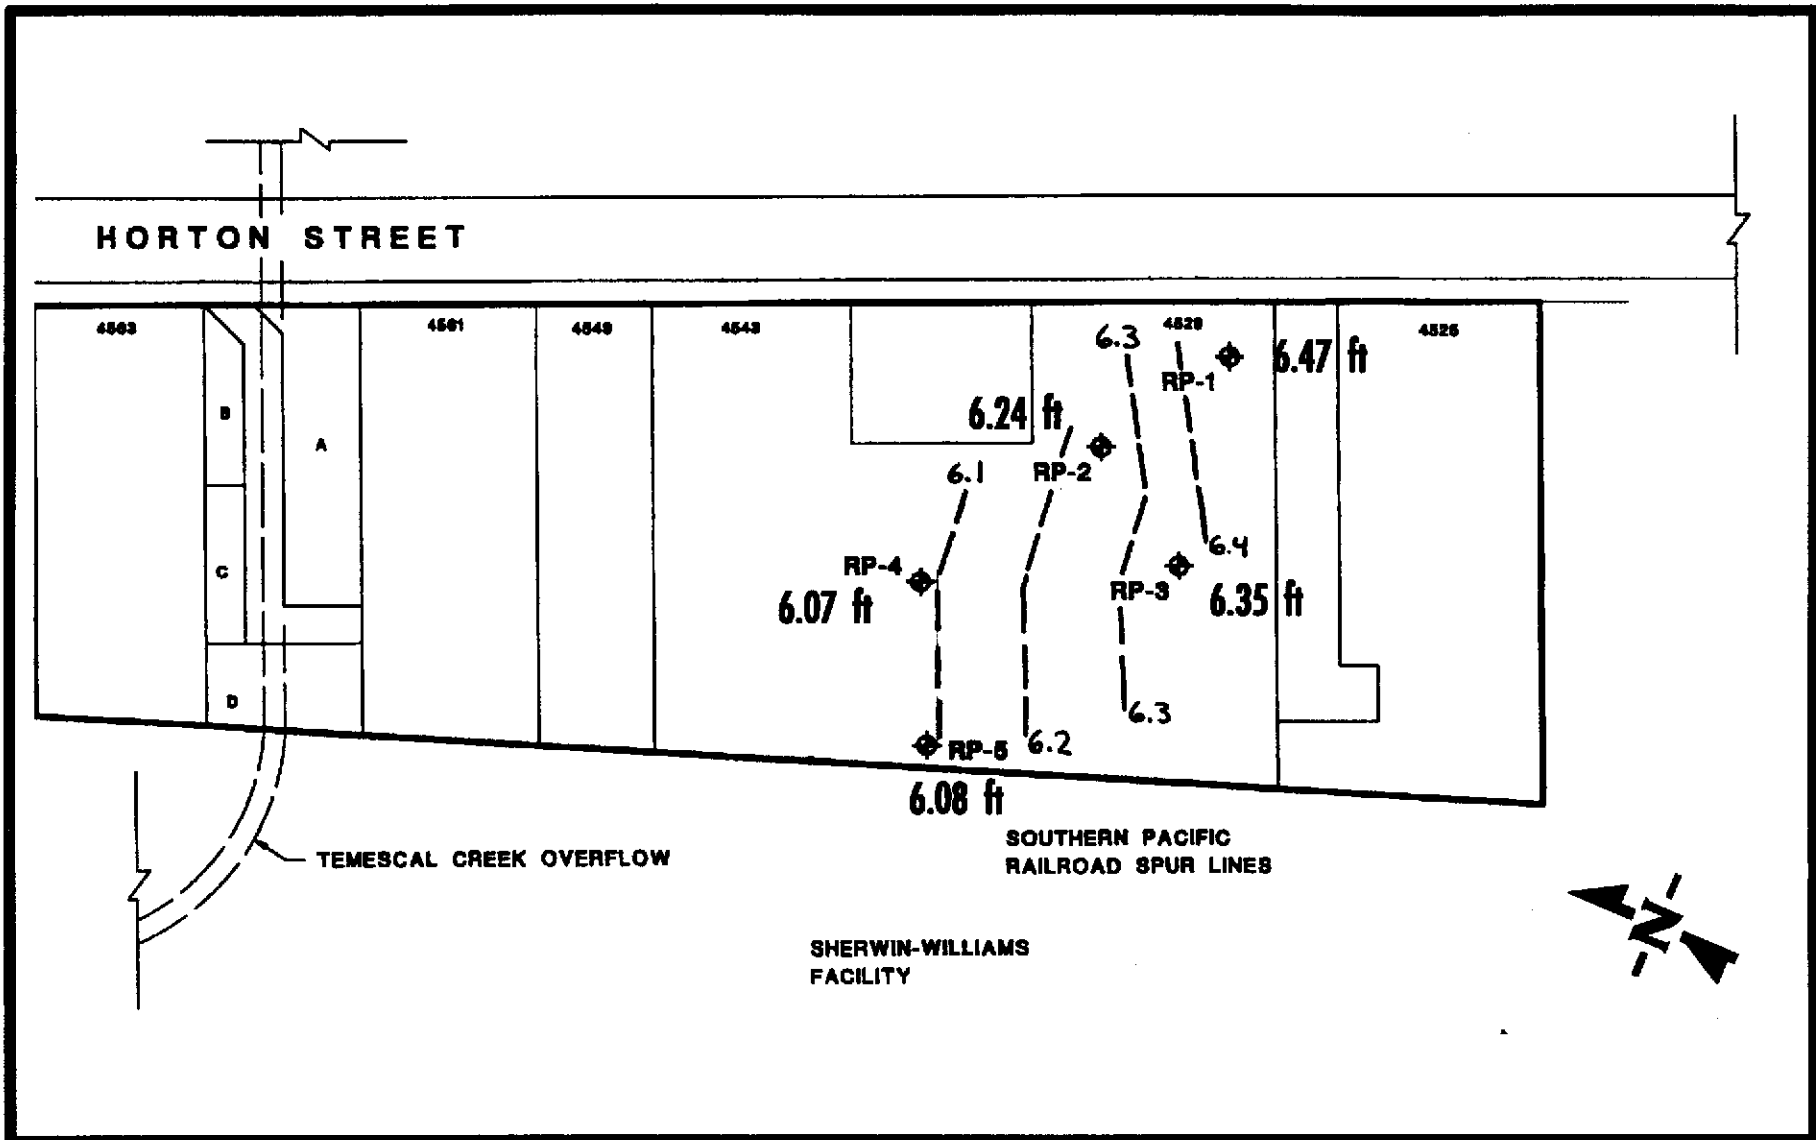 HORTON STREET
4563
4561
4549
4543
4529
4525
6.3
6.47 ft
RP-1
B
A
6.24 ft
RP-2
6.1
C
RP-4
6.07 ft
6.4
RP-3
6.35 ft
D
6.3
RP-5
6.2
6.08 ft
SOUTHERN PACIFIC
RAILROAD SPUR LINES
TEMESCAL CREEK OVERFLOW
SHERWIN-WILLIAMS
FACILITY
N